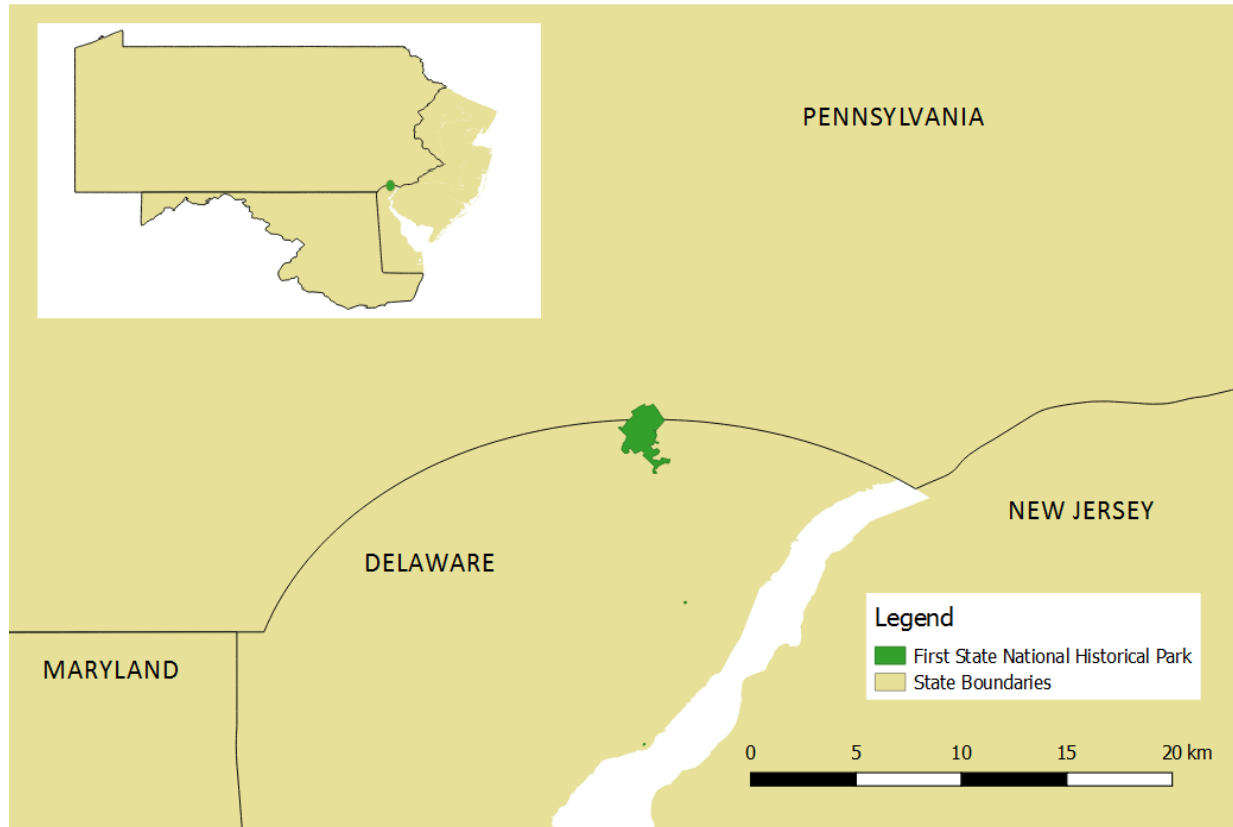 PENNSYLVANIA
NEW JERSEY
DELAWARE
MARYLAND
Legend
First State National Historical Park
State Boundaries
0 5 10 15 20 km